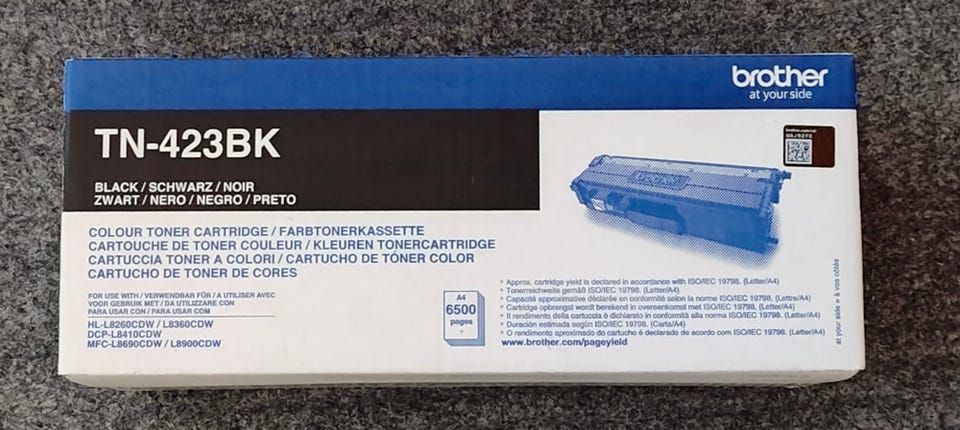 brother
at your side
TN-423BK
BLACK / SCHWARZ / NOIR
ZWART / NERO / NEGRO / PRETO
COLOUR TONER CARTRIDGE / FARBTONERKASSETTE
CARTOUCHE DE TONER COULEUR / KLEUREN TONERCARTRIDGE
CARTUCCIA TONER A COLORI / CARTUCHO DE TÓNER COLOR
CARTUCHO DE TONER DE CORES
FOR USE WITH / VERWENDBAR FÜR / A UTILISER AVEC
VOOR GEBRUIK MET / DA UTILIZZARE CON
PARA USAR CON / PARA USAR COM
HL-L8260CDW / L8360CDW
DCP-L8410CDW
MFC-L8690CDW / L8900CDW
A4
6500
pages
* Approx. cartridge yield is declared in accordance with ISO/IEC 19798. (Letter/A4)
* Tonerreichweite gemäß ISO/IEC 19798. (Letter/A4)
* Capacité approximative déclarée en conformité selon la norme ISO/IEC 19798. (Lettre/A4)
* Cartridge opbrengst werd berekend in overeenkomst met ISO/IEC 19798. (Letter/A4)
* Il rendimento della cartuccia è dichiarato in conformità alla norma ISO/IEC 19798. (Letter/A4)
* Duración estimada según ISO/IEC 19798. (Carta/A4)
* O rendimento aproximado do cartucho é declarado de acordo com ISO/IEC 19798. (Letter/A4)
www.brother.com/pageyield
at your side / à vos côtés